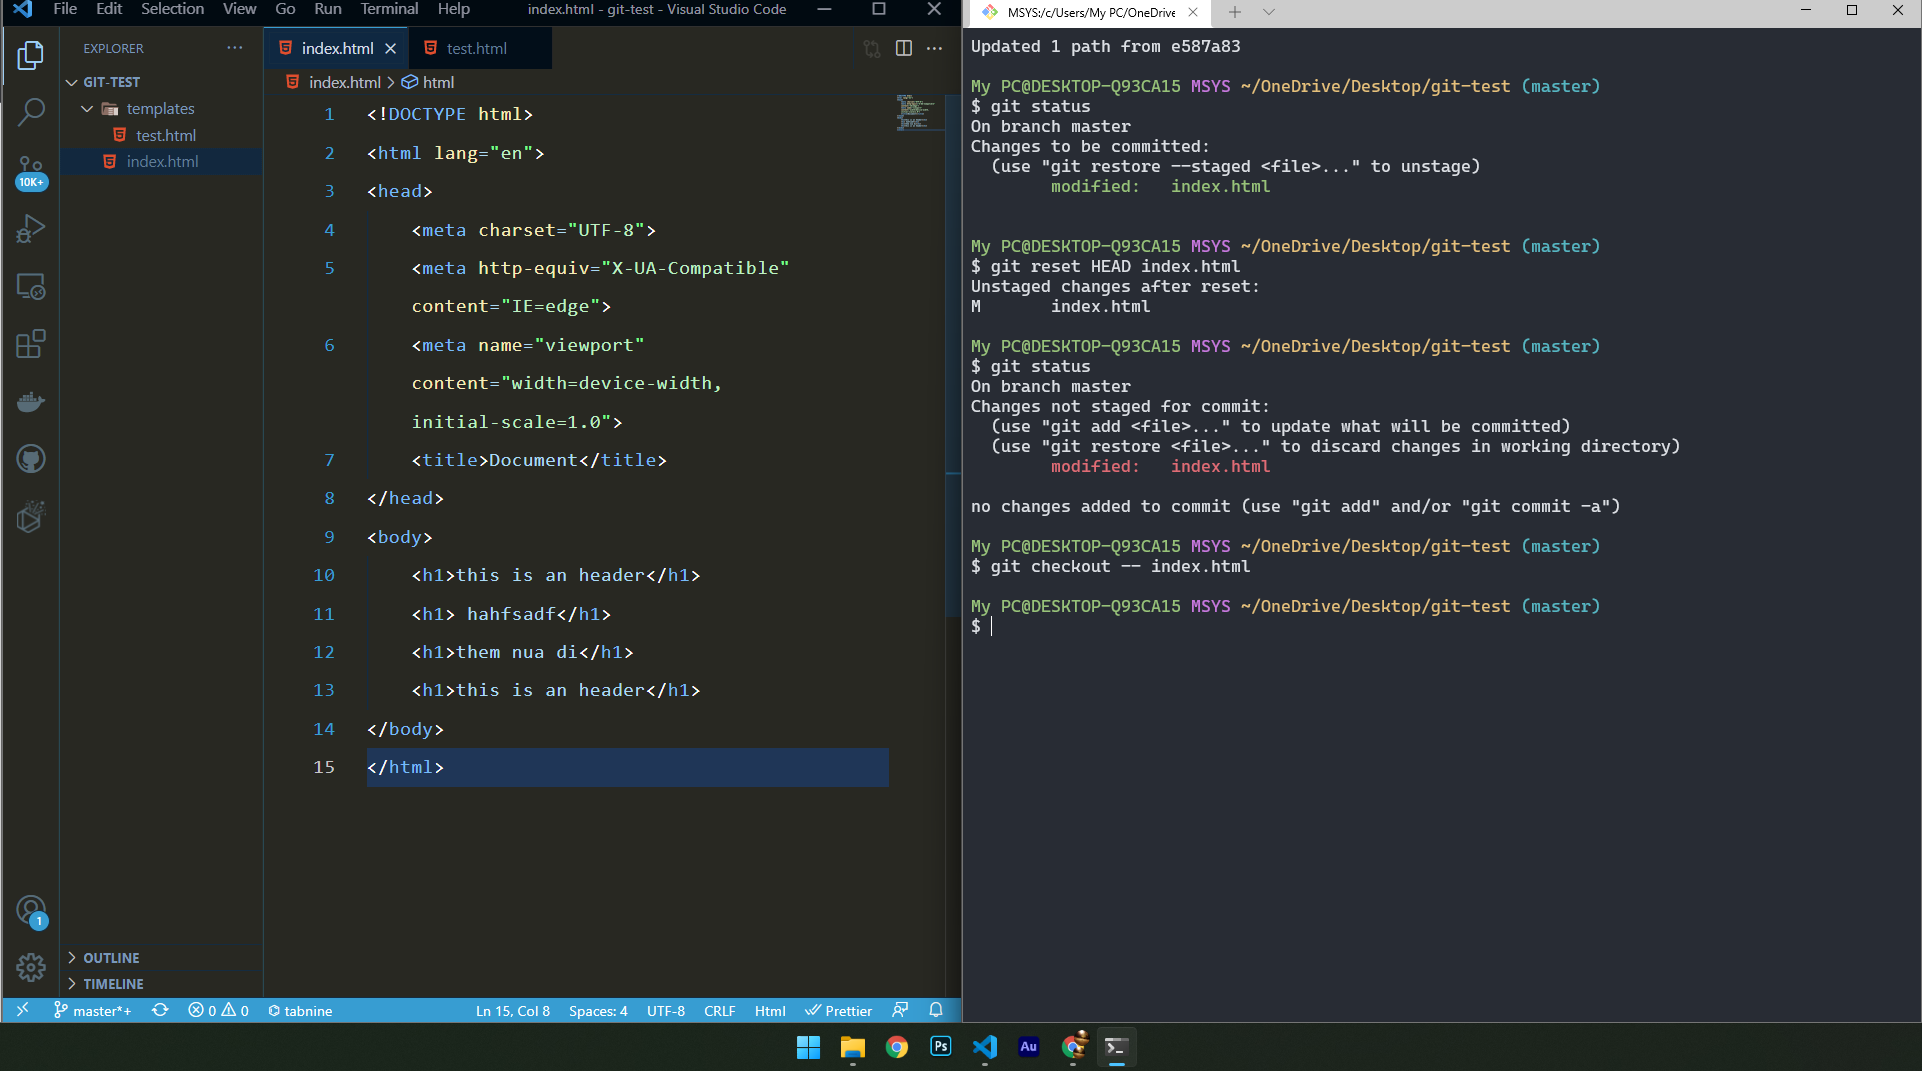 File Edit Selection View Go Run Terminal Help
index.html - git-test - Visual Studio Code
EXPLORER
GIT-TEST
templates
test.html
index.html
10K+
1
OUTLINE
TIMELINE
index.html
test.html
index.html > html
1 <!DOCTYPE html>
2 <html lang="en">
3 <head>
4 <meta charset="UTF-8">
5 <meta http-equiv="X-UA-Compatible"
content="IE=edge">
6 <meta name="viewport"
content="width=device-width,
initial-scale=1.0">
7 <title>Document</title>
8 </head>
9 <body>
10 <h1>this is an header</h1>
11 <h1> hahfsadf</h1>
12 <h1>them nua di</h1>
13 <h1>this is an header</h1>
14 </body>
15 </html>
master*+ 0 0 tabnine Ln 15, Col 8 Spaces: 4 UTF-8 CRLF Html Prettier
MSYS:/c/Users/My PC/OneDrive
Updated 1 path from e587a83
My PC@DESKTOP-Q93CA15 MSYS ~/OneDrive/Desktop/git-test (master)
$ git status
On branch master
Changes to be committed:
(use "git restore --staged <file>..." to unstage)
modified: index.html
My PC@DESKTOP-Q93CA15 MSYS ~/OneDrive/Desktop/git-test (master)
$ git reset HEAD index.html
Unstaged changes after reset:
M index.html
My PC@DESKTOP-Q93CA15 MSYS ~/OneDrive/Desktop/git-test (master)
$ git status
On branch master
Changes not staged for commit:
(use "git add <file>..." to update what will be committed)
(use "git restore <file>..." to discard changes in working directory)
modified: index.html
no changes added to commit (use "git add" and/or "git commit -a")
My PC@DESKTOP-Q93CA15 MSYS ~/OneDrive/Desktop/git-test (master)
$ git checkout -- index.html
My PC@DESKTOP-Q93CA15 MSYS ~/OneDrive/Desktop/git-test (master)
$
Ps
Au